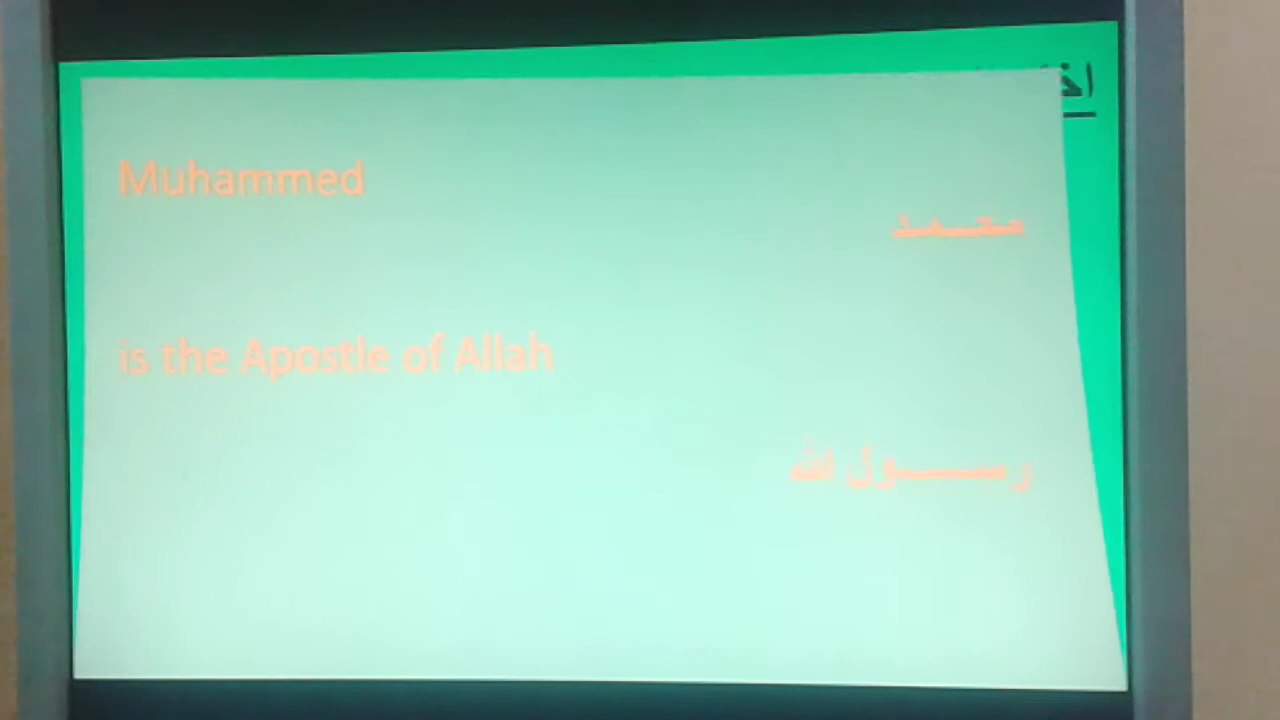 Muhammed
محمد
is the Apostle of Allah
رسول الله